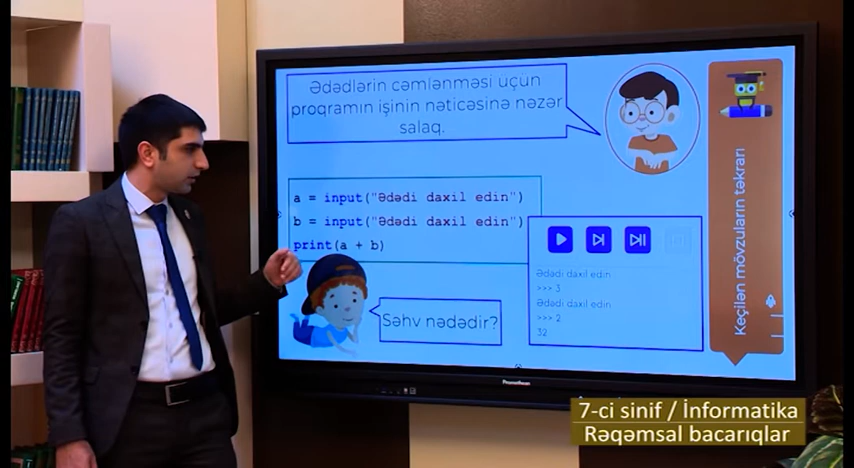 Ədədlərin cəmlənməsi üçün
proqramın işinin nəticəsinə nəzər
salaq.
a = input("Ədədi daxil edin")
b = input("Ədədi daxil edin")
print(a + b)
Ədədi daxil edin
>>> 3
Ədədi daxil edin
>>> 2
32
Səhv nədədir?
Keçilən mövzuların təkrarı
Promethean
7-ci sinif / İnformatika
Rəqəmsal bacarıqlar